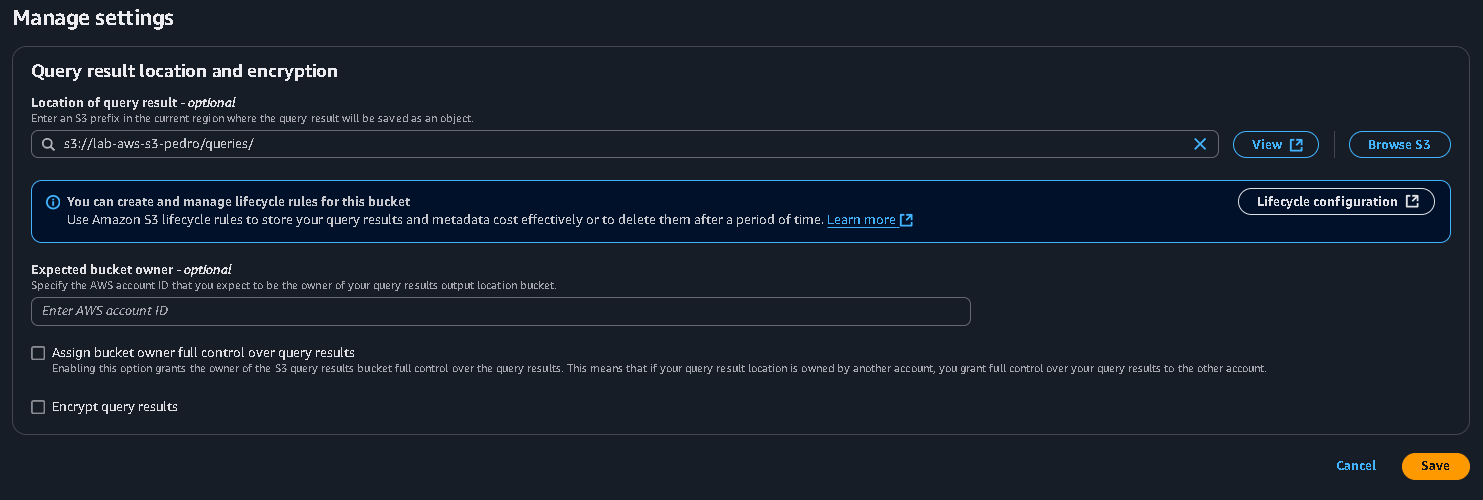 Manage settings
Query result location and encryption
Location of query result - optional
Enter an S3 prefix in the current region where the query result will be saved as an object.
s3://lab-aws-s3-pedro/queries/
View
Browse S3
You can create and manage lifecycle rules for this bucket
Use Amazon S3 lifecycle rules to store your query results and metadata cost effectively or to delete them after a period of time. Learn more
Lifecycle configuration
Expected bucket owner - optional
Specify the AWS account ID that you expect to be the owner of your query results output location bucket.
Enter AWS account ID
Assign bucket owner full control over query results
Enabling this option grants the owner of the S3 query results bucket full control over the query results. This means that if your query result location is owned by another account, you grant full control over your query results to the other account.
Encrypt query results
Cancel
Save